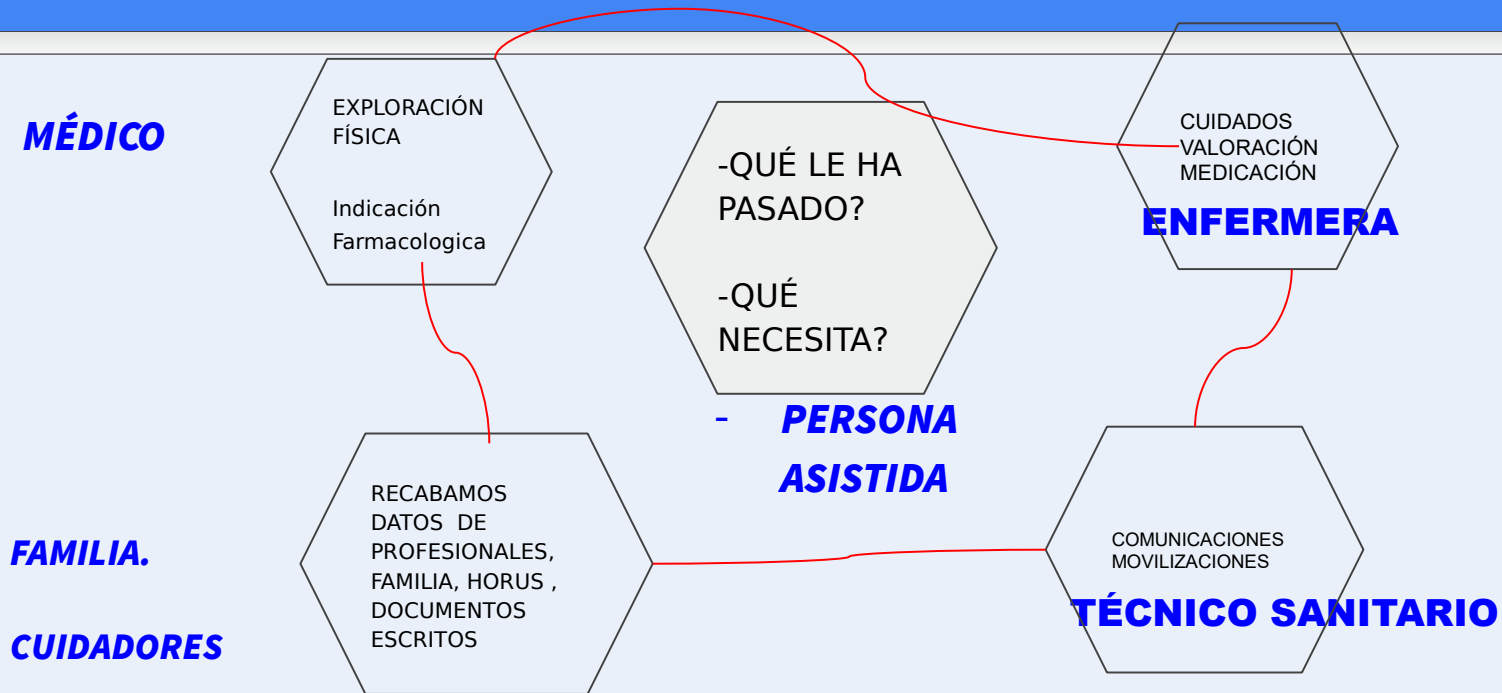 MÉDICO
EXPLORACIÓN
FÍSICA
Indicación
Farmacologica
-QUÉ LE HA
PASADO?
-QUÉ
NECESITA?
- PERSONA
ASISTIDA
CUIDADOS
VALORACIÓN
MEDICACIÓN
ENFERMERA
FAMILIA.
CUIDADORES
RECABAMOS
DATOS DE
PROFESIONALES,
FAMILIA, HORUS ,
DOCUMENTOS
ESCRITOS
COMUNICACIONES
MOVILIZACIONES
TÉCNICO SANITARIO